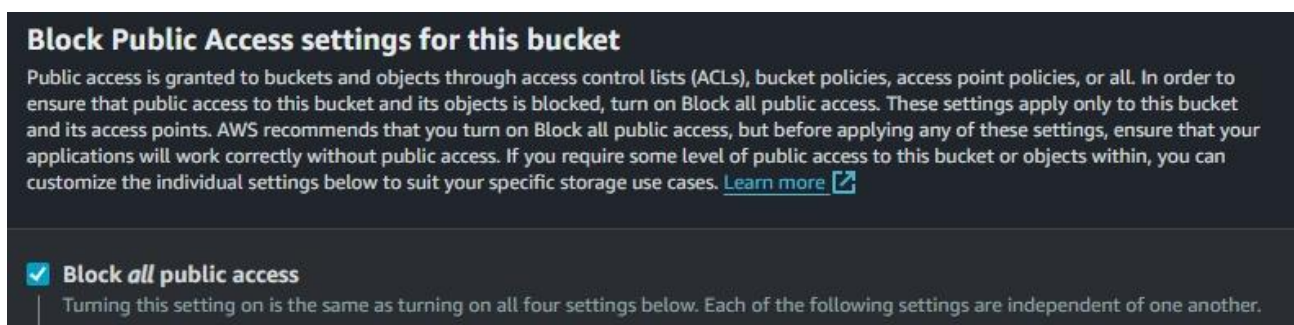 Block Public Access settings for this bucket
Public access is granted to buckets and objects through access control lists (ACLs), bucket policies, access point policies, or all. In order to
ensure that public access to this bucket and its objects is blocked, turn on Block all public access. These settings apply only to this bucket
and its access points. AWS recommends that you turn on Block all public access, but before applying any of these settings, ensure that your
applications will work correctly without public access. If you require some level of public access to this bucket or objects within, you can
customize the individual settings below to suit your specific storage use cases. Learn more
Block all public access
Turning this setting on is the same as turning on all four settings below. Each of the following settings are independent of one another.